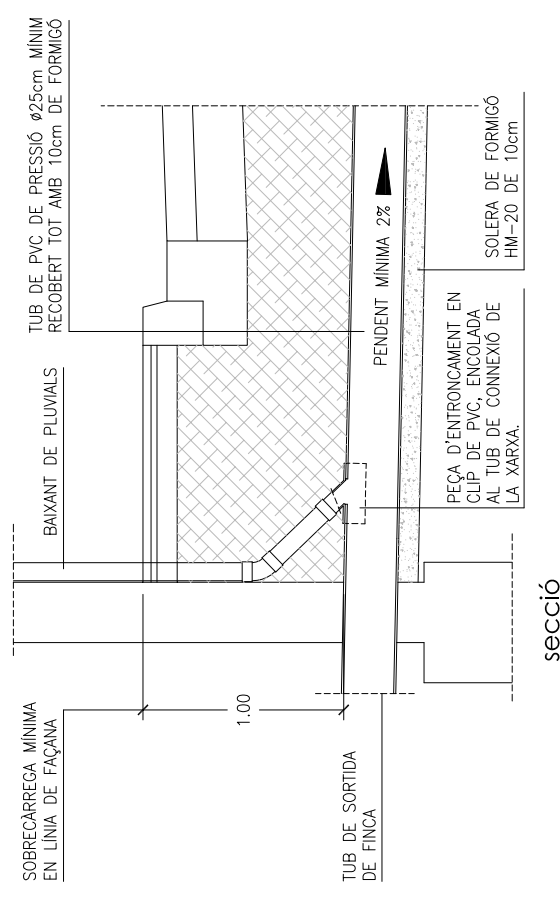 SOBRECÀRREGA MÍNIMA
EN LÍNIA DE FAÇANA
BAIXANT DE PLUVIALS
TUB DE PVC DE PRESSIÓ ø25cm MÍNIM
RECOBERT TOT AMB 10cm DE FORMIGÓ
1.00
PENDENT MÍNIMA 2%
TUB DE SORTIDA
DE FINCA
PEÇA D'ENTRONCAMENT EN
CLIP DE PVC, ENCOLADA
AL TUB DE CONNEXIÓ DE
LA XARXA.
SOLERA DE FORMIGÓ
HM-20 DE 10cm
secció